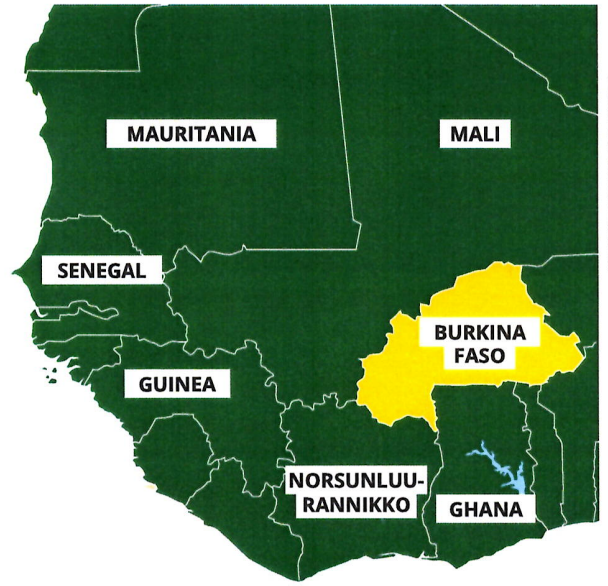 MAURITANIA
MALI
SENEGAL
BURKINA
FASO
GUINEA
NORSUNLUU-
RANNIKKO
GHANA